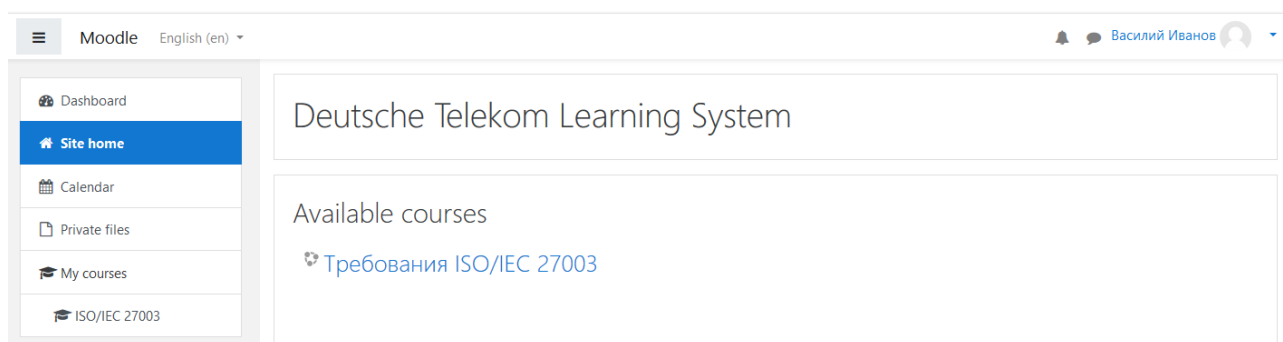 Moodle English (en) Василий Иванов
Dashboard
Site home
Calendar
Private files
My courses
ISO/IEC 27003
Deutsche Telekom Learning System
Available courses
Требования ISO/IEC 27003